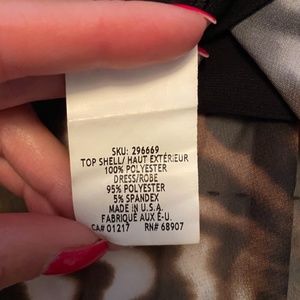 SKU: 296669
TOP SHELL/ HAUT EXTÉRIEUR
100% POLYESTER
DRESS/ROBE
95% POLYESTER
5% SPANDEX
MADE IN U.S.A.
FABRIQUÉ AUX É-U.
CA# 01217 RN# 68907